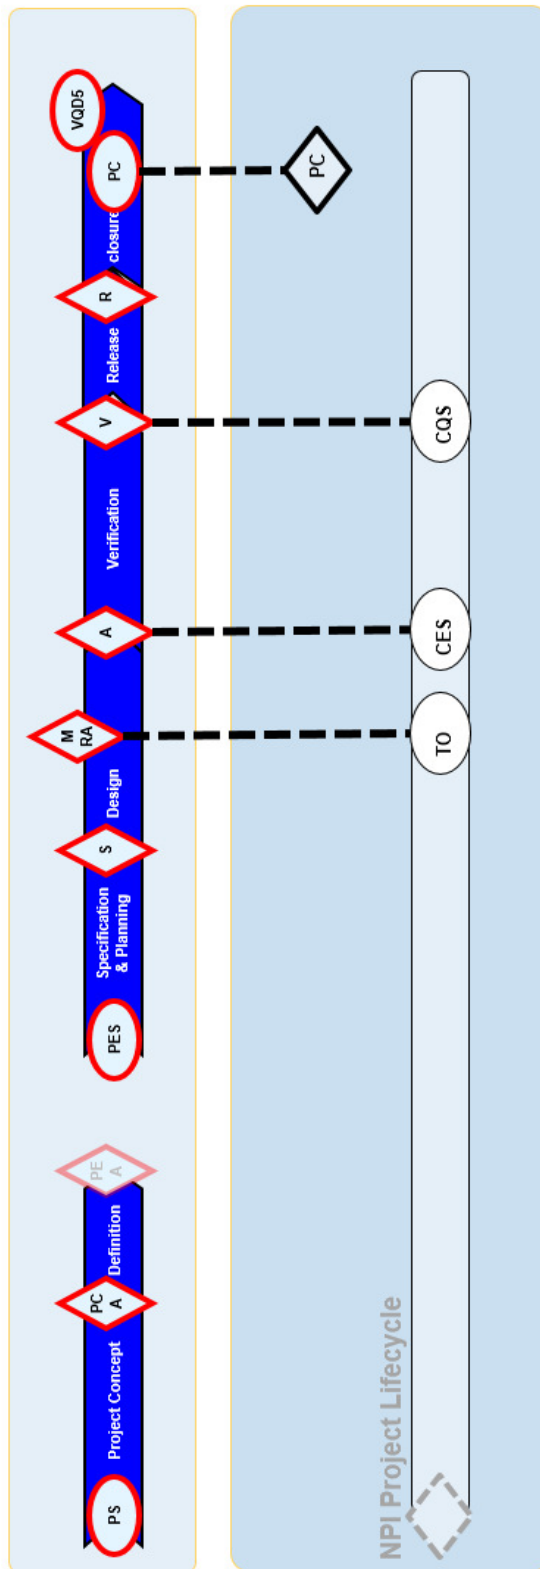 PS
Project Concept
PC
A
Definition
PE
A
PES
Specification
& Planning
S
Design
M
RA
A
Verification
V
Release
R
closure
PC
VQD5
NPI Project Lifecycle
TO
CES
CQS
PC